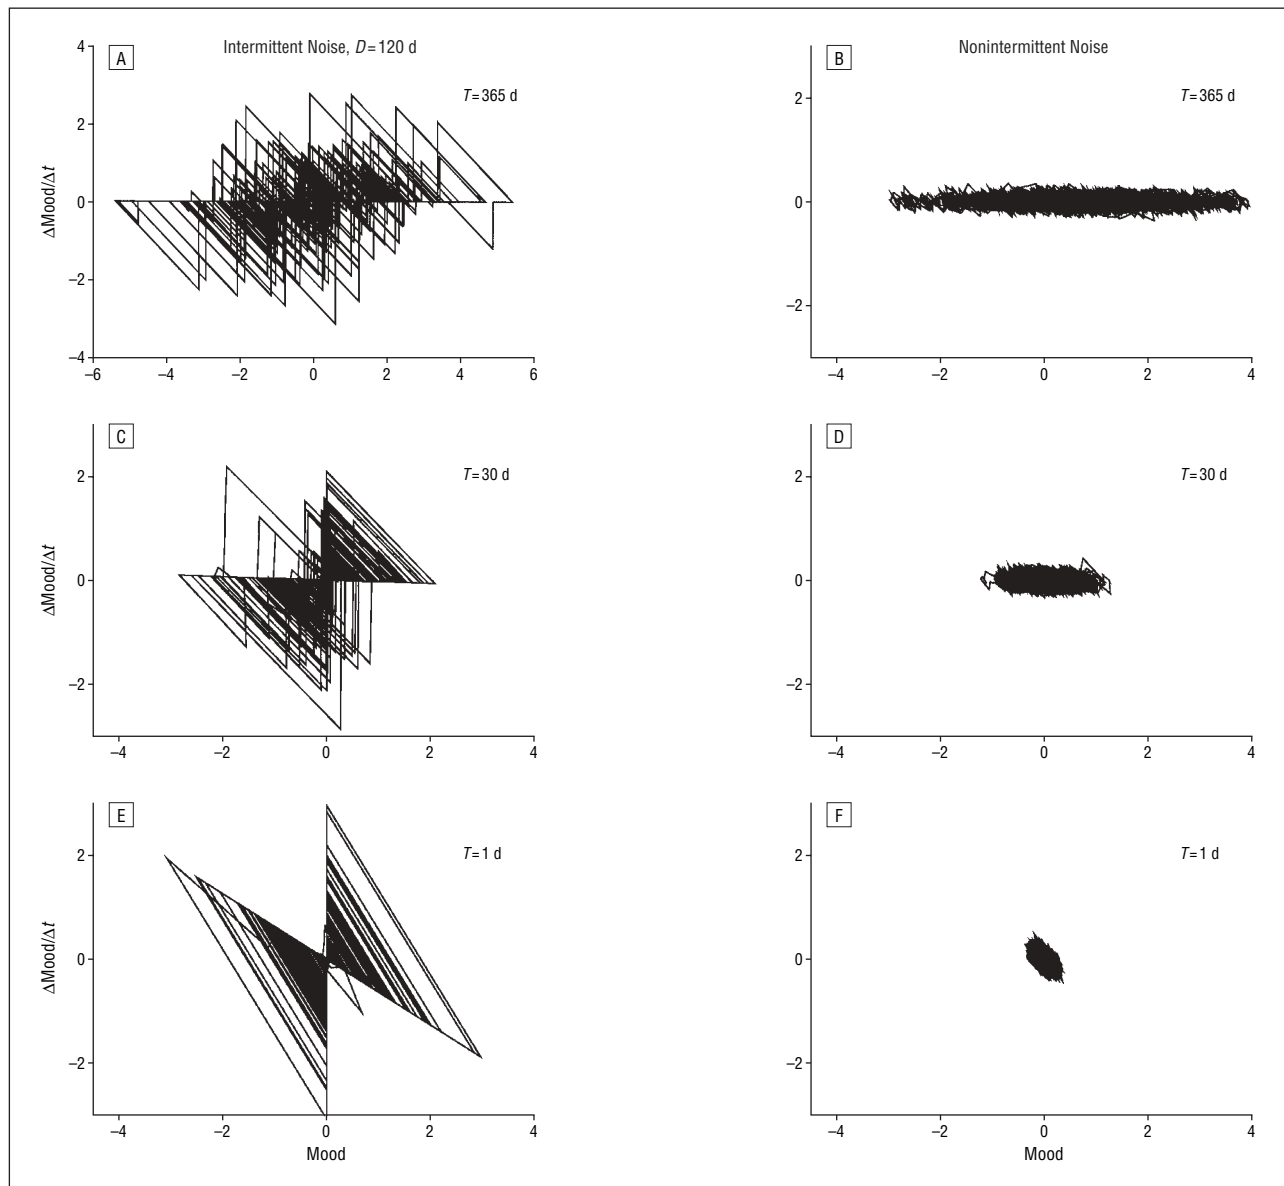 Intermittent Noise, D=120 d
Nonintermittent Noise
A
T=365 d
4
2
0
−2
−4
ΔMood/Δt
−6 −4 −2 0 2 4 6
B
T=365 d
2
0
−2
−4 −2 0 2 4
C
T=30 d
2
0
−2
ΔMood/Δt
−4 −2 0 2 4
D
T=30 d
2
0
−2
−4 −2 0 2 4
E
T=1 d
2
0
−2
ΔMood/Δt
−4 −2 0 2 4
Mood
F
T=1 d
2
0
−2
−4 −2 0 2 4
Mood